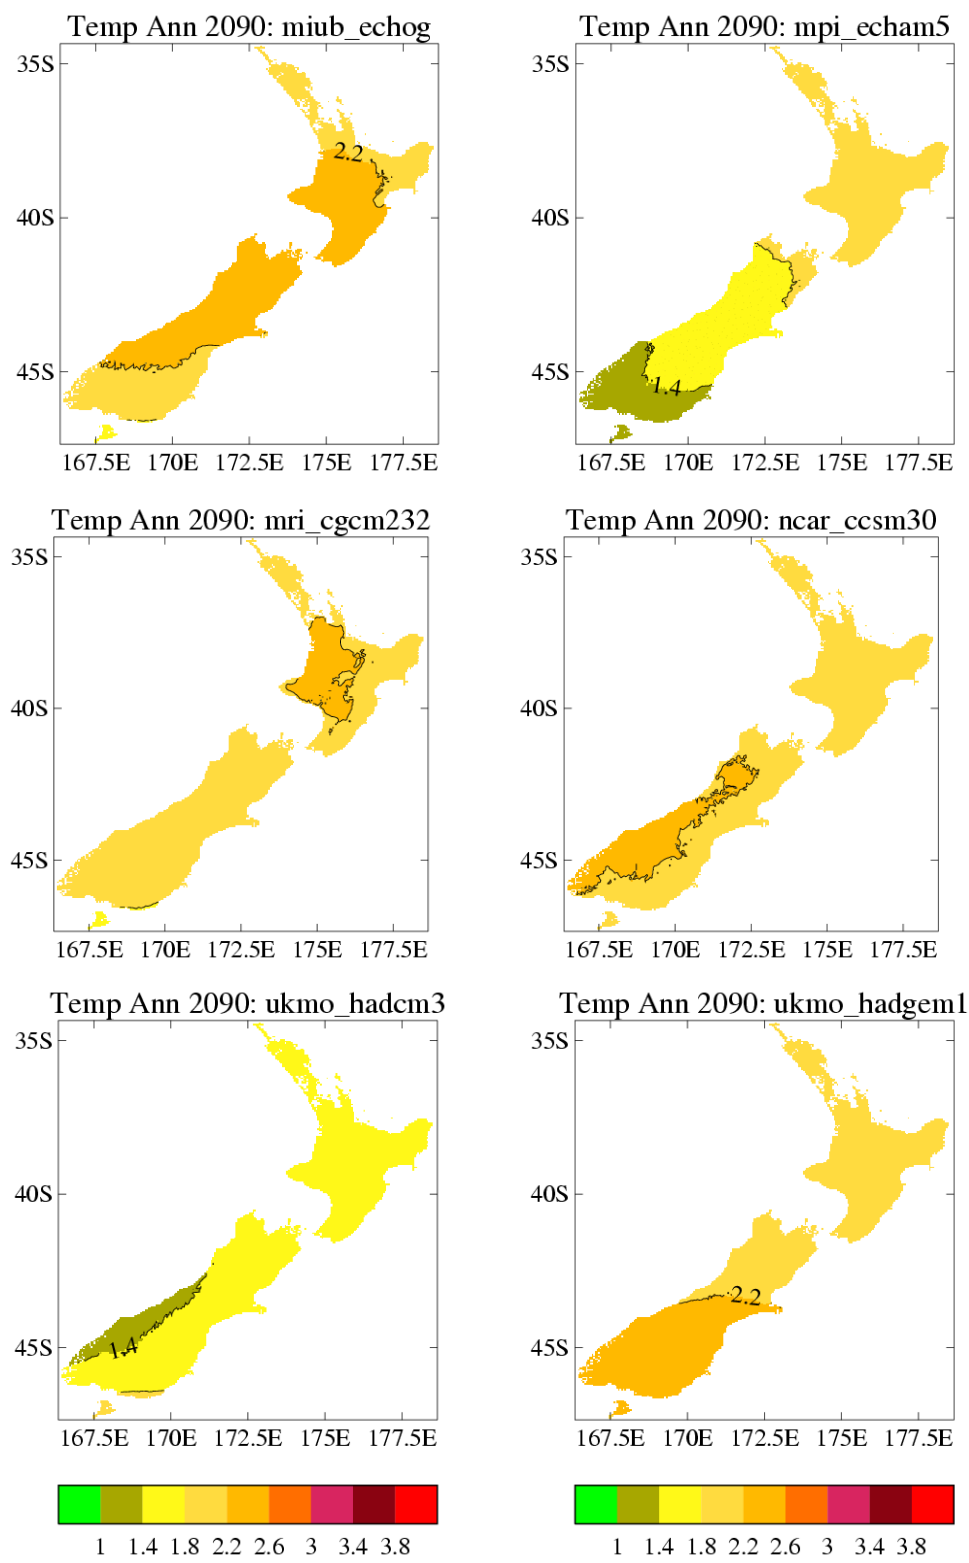 Temp Ann 2090: miub_echog
Temp Ann 2090: mpi_echam5
35S
2.2
40S
45S
167.5E 170E 172.5E 175E 177.5E
35S
40S
45S
1.4
167.5E 170E 172.5E 175E 177.5E
Temp Ann 2090: mri_cgcm232
Temp Ann 2090: ncar_ccsm30
35S
40S
45S
167.5E 170E 172.5E 175E 177.5E
35S
40S
45S
167.5E 170E 172.5E 175E 177.5E
Temp Ann 2090: ukmo_hadcm3
Temp Ann 2090: ukmo_hadgem1
35S
40S
45S
1.4
167.5E 170E 172.5E 175E 177.5E
35S
40S
2.2
45S
167.5E 170E 172.5E 175E 177.5E
1 1.4 1.8 2.2 2.6 3 3.4 3.8
1 1.4 1.8 2.2 2.6 3 3.4 3.8